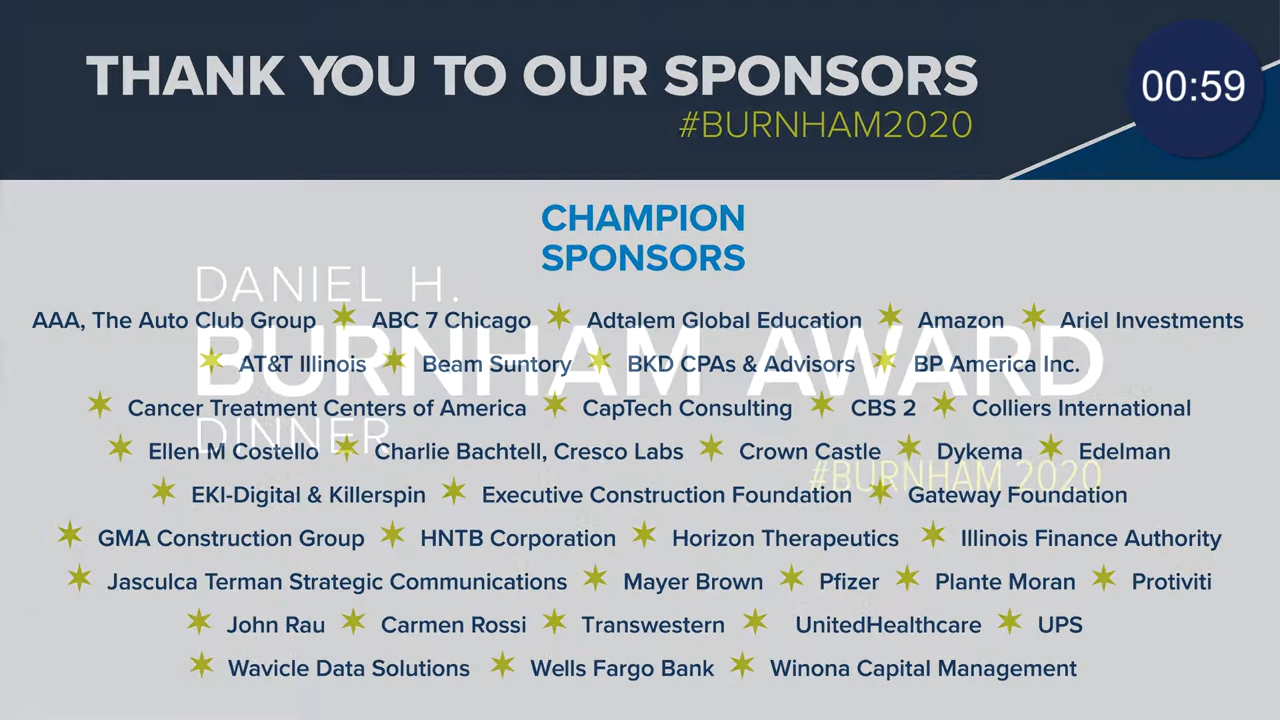 THANK YOU TO OUR SPONSORS
00:59
#BURNHAM2020
CHAMPION
SPONSORS
DANIEL H.
AAA, The Auto Club Group ✶ ABC 7 Chicago ✶ Adtalem Global Education ✶ Amazon ✶ Ariel Investments
BURNHAM AWARD
✶ AT&T Illinois ✶ Beam Suntory ✶ BKD CPAs & Advisors ✶ BP America Inc.
✶ Cancer Treatment Centers of America ✶ CapTech Consulting ✶ CBS 2 ✶ Colliers International
DINNER
✶ Ellen M Costello ✶ Charlie Bachtell, Cresco Labs ✶ Crown Castle ✶ Dykema ✶ Edelman
#BURNHAM 2020
✶ EKI-Digital & Killerspin ✶ Executive Construction Foundation ✶ Gateway Foundation
✶ GMA Construction Group ✶ HNTB Corporation ✶ Horizon Therapeutics ✶ Illinois Finance Authority
✶ Jasculca Terman Strategic Communications ✶ Mayer Brown ✶ Pfizer ✶ Plante Moran ✶ Protiviti
✶ John Rau ✶ Carmen Rossi ✶ Transwestern ✶ UnitedHealthcare ✶ UPS
✶ Wavicle Data Solutions ✶ Wells Fargo Bank ✶ Winona Capital Management